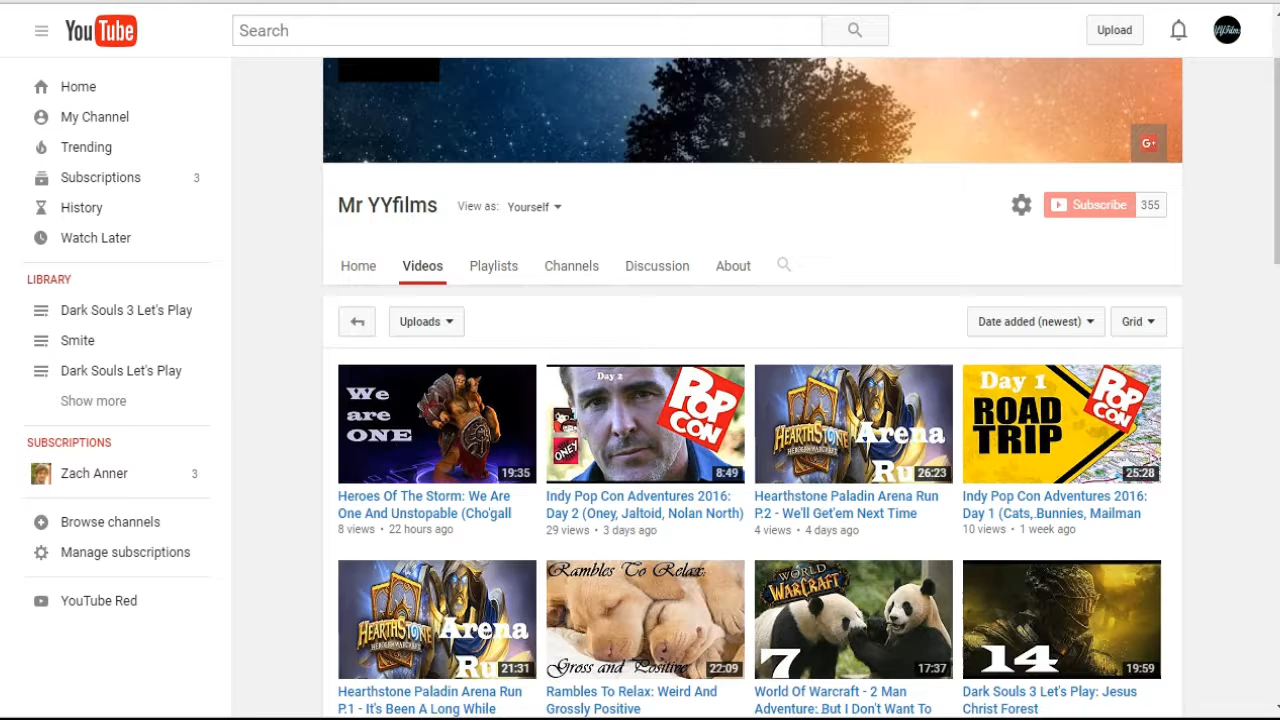 YouTube
Search
Upload
YYFilms
Home
My Channel
Trending
Subscriptions 3
History
Watch Later
LIBRARY
Dark Souls 3 Let's Play
Smite
Dark Souls Let's Play
Show more
SUBSCRIPTIONS
Zach Anner 3
Browse channels
Manage subscriptions
YouTube Red
G+
Mr YYfilms View as: Yourself
Subscribe 355
Home Videos Playlists Channels Discussion About
Uploads Date added (newest) Grid
We
are
ONE
19:35
Heroes Of The Storm: We Are
One And Unstopable (Cho'gall
8 views • 22 hours ago
Day 2
POP
CON
ONEY
8:49
Indy Pop Con Adventures 2016:
Day 2 (Oney, Jaltoid, Nolan North)
29 views • 3 days ago
HEARTHSTONE
HEROES OF WARCRAFT
Arena
Ru
26:23
Hearthstone Paladin Arena Run
P.2 - We'll Get'em Next Time
4 views • 4 days ago
Day 1
ROAD
TRIP
POP
CON
25:28
Indy Pop Con Adventures 2016:
Day 1 (Cats, Bunnies, Mailman
10 views • 1 week ago
HEARTHSTONE
HEROES OF WARCRAFT
Arena
Ru
21:31
Hearthstone Paladin Arena Run
P.1 - It's Been A Long While
Rambles To Relax:
Gross and Positive
22:09
Rambles To Relax: Weird And
Grossly Positive
WORLD
OF
WARCRAFT
7
17:37
World Of Warcraft - 2 Man
Adventure: But I Don't Want To
14
19:59
Dark Souls 3 Let's Play: Jesus
Christ Forest